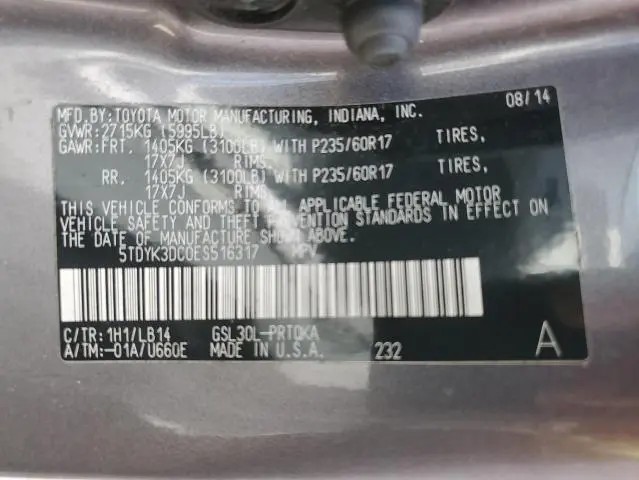 MFD.BY:TOYOTA MOTOR MANUFACTURING, INDIANA, INC. 08/14
GVWR:2715KG (5995LB)
GAWR:FRT. 1405KG (3100LB) WITH P235/60R17 TIRES,
17X7J RIMS
RR. 1405KG (3100LB) WITH P235/60R17 TIRES,
17X7J RIMS
THIS VEHICLE CONFORMS TO ALL APPLICABLE FEDERAL MOTOR
VEHICLE SAFETY AND THEFT PREVENTION STANDARDS IN EFFECT ON
THE DATE OF MANUFACTURE SHOWN ABOVE.
5TDYK3DC0ES516317 MPV
C/TR:1H1/LB14 GSL30L-PRTQKA
A/TM:-01A/U660E MADE IN U.S.A. 232 A